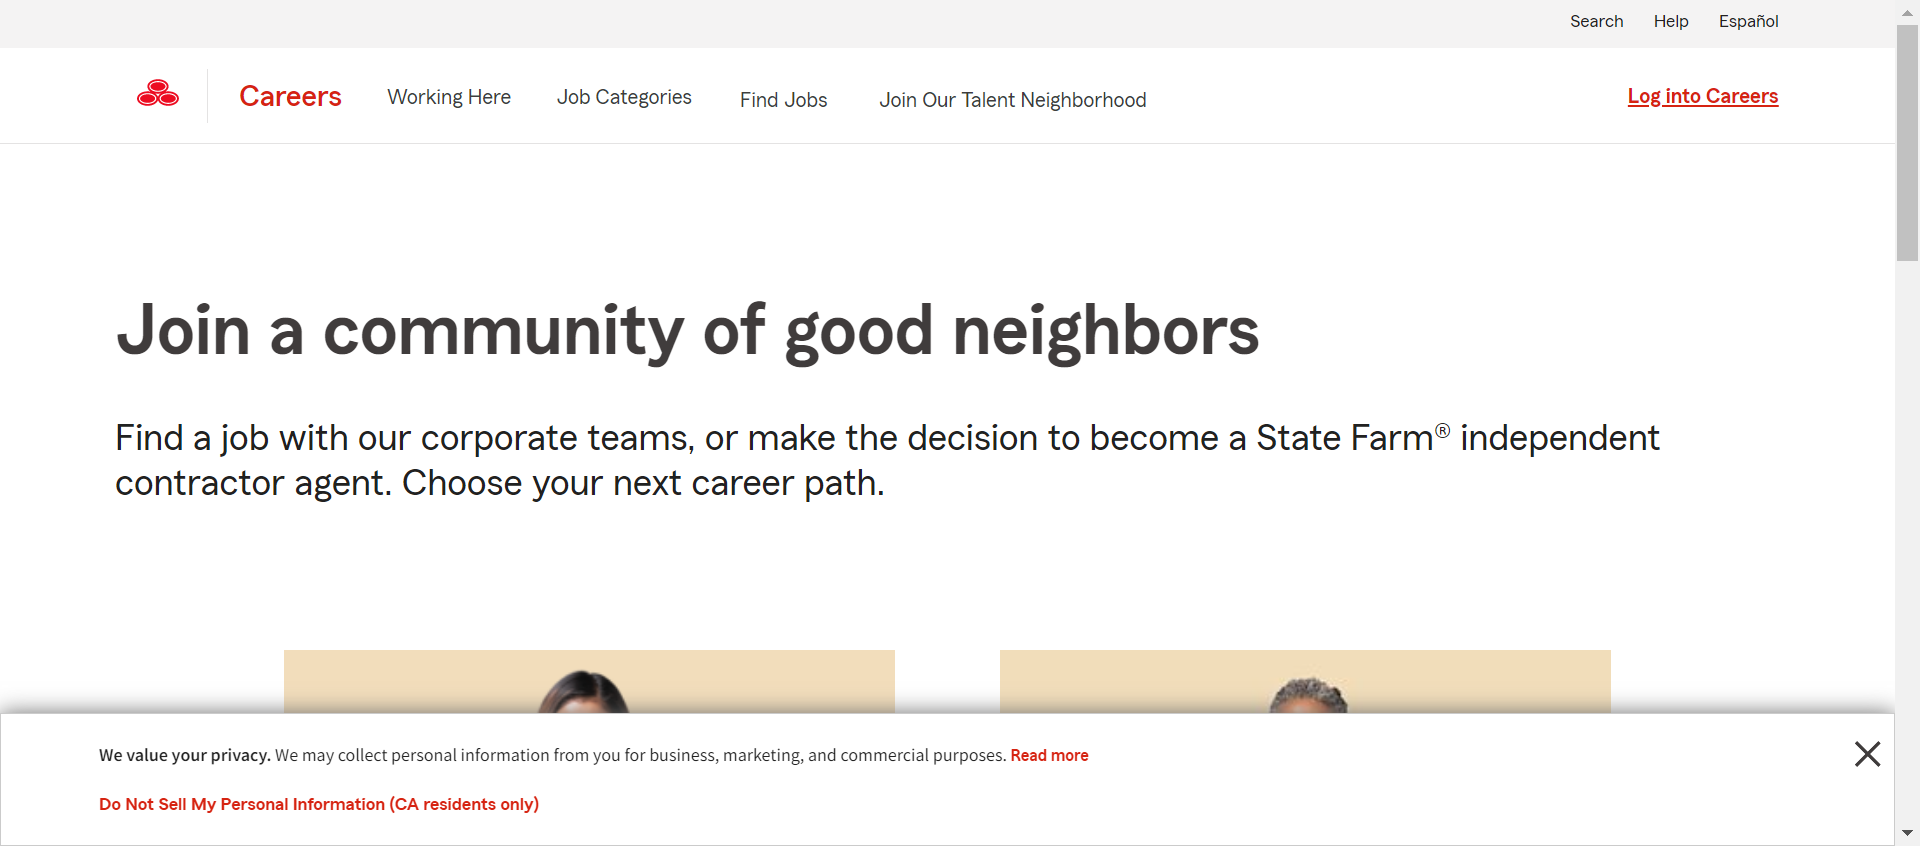 Search Help Español
Careers Working Here Job Categories Find Jobs Join Our Talent Neighborhood Log into Careers
Join a community of good neighbors
Find a job with our corporate teams, or make the decision to become a State Farm® independent
contractor agent. Choose your next career path.
We value your privacy. We may collect personal information from you for business, marketing, and commercial purposes. Read more
Do Not Sell My Personal Information (CA residents only)